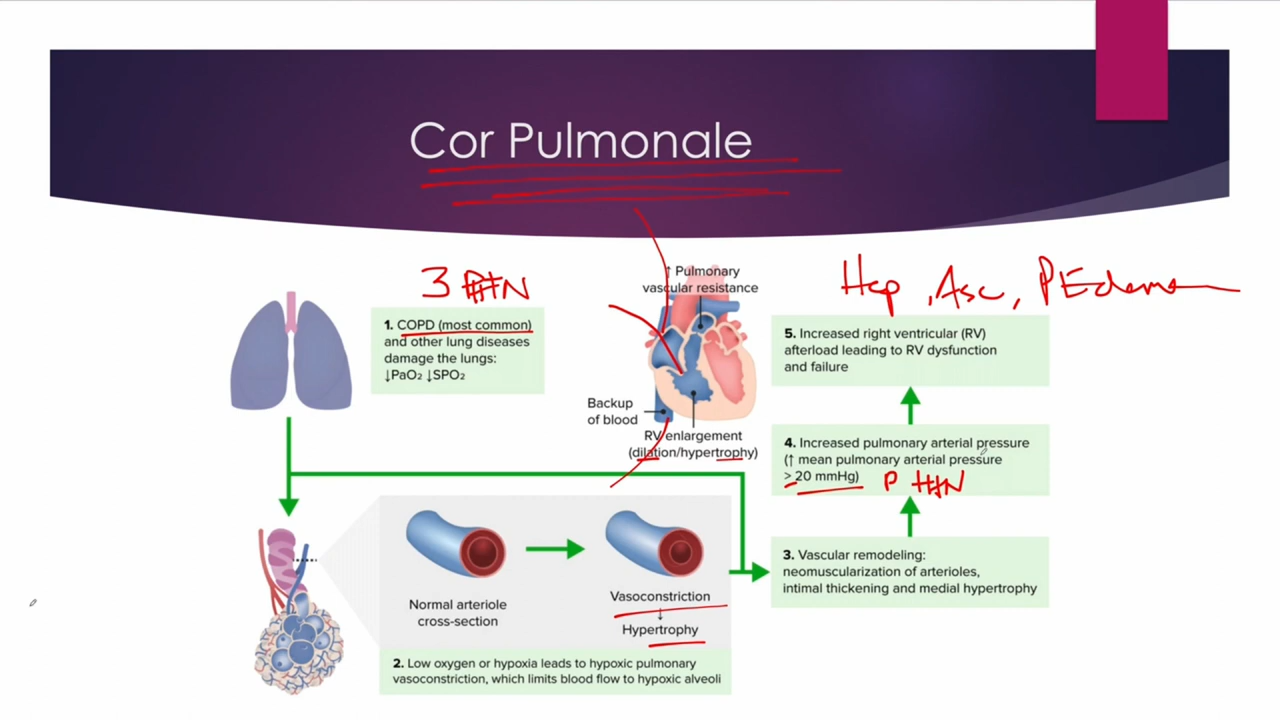 Cor Pulmonale
3 PHTN
1. COPD (most common)
and other lung diseases
damage the lungs:
↓PaO₂ ↓SPO₂
↑ Pulmonary
vascular resistance
Backup
of blood
RV enlargement
(dilation/hypertrophy)
Hep, Asc, PEdema
5. Increased right ventricular (RV)
afterload leading to RV dysfunction
and failure
4. Increased pulmonary arterial pressure
(↑ mean pulmonary arterial pressure
> 20 mmHg) P HTN
3. Vascular remodeling:
neomuscularization of arterioles,
intimal thickening and medial hypertrophy
Normal arteriole
cross-section
Vasoconstriction
↓
Hypertrophy
2. Low oxygen or hypoxia leads to hypoxic pulmonary
vasoconstriction, which limits blood flow to hypoxic alveoli